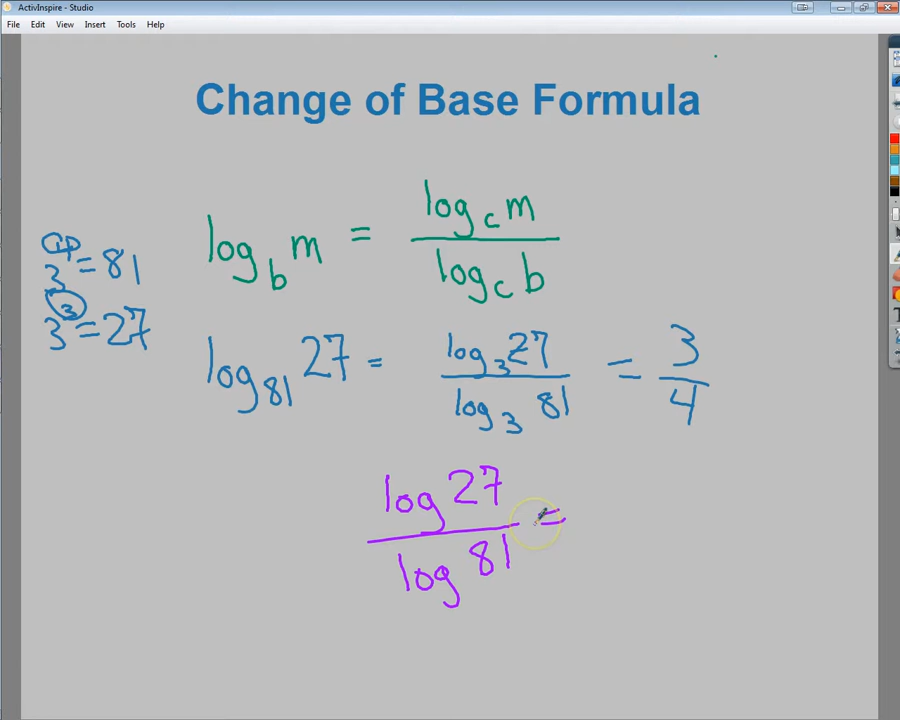 ActivInspire - Studio
File Edit View Insert Tools Help
Change of Base Formula
log_b m = log_c m / log_c b
3^4 = 81
3^3 = 27
log_81 27 = log_3 27 / log_3 81 = 3/4
log 27 / log 81 =